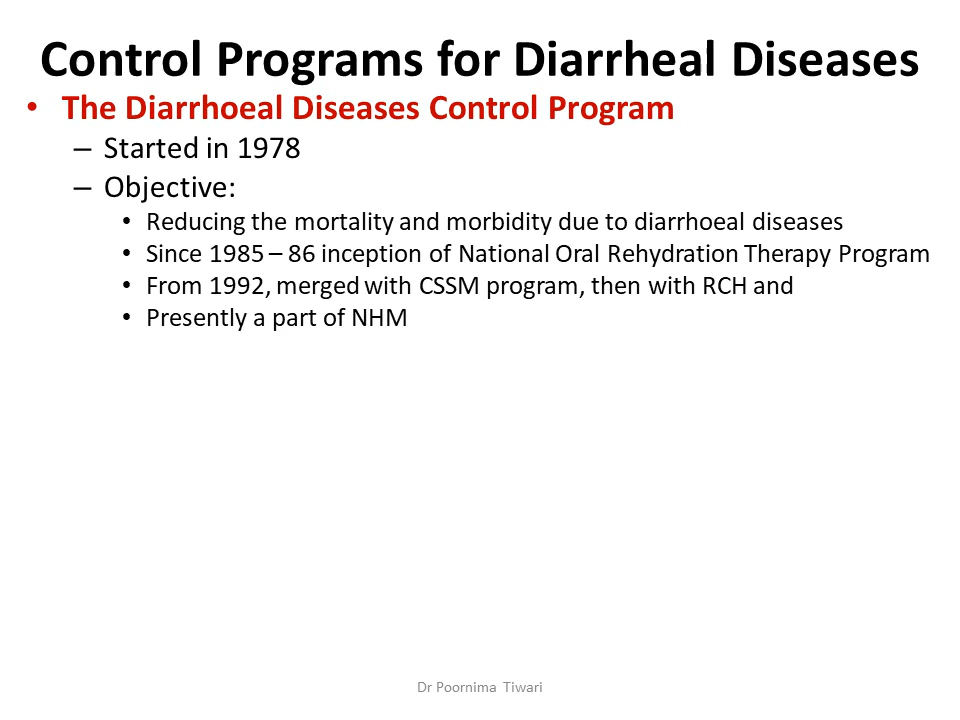 Control Programs for Diarrheal Diseases
• The Diarrhoeal Diseases Control Program
– Started in 1978
– Objective:
• Reducing the mortality and morbidity due to diarrhoeal diseases
• Since 1985 – 86 inception of National Oral Rehydration Therapy Program
• From 1992, merged with CSSM program, then with RCH and
• Presently a part of NHM
Dr Poornima Tiwari